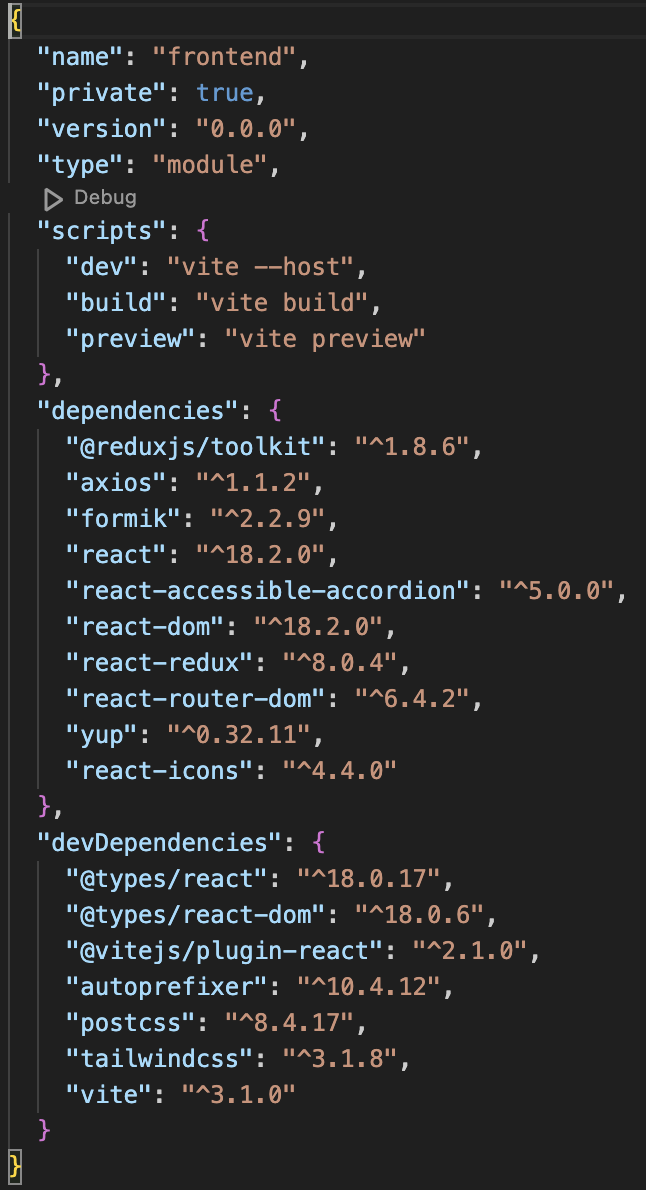 {
  "name": "frontend",
  "private": true,
  "version": "0.0.0",
  "type": "module",
  Debug
  "scripts": {
    "dev": "vite --host",
    "build": "vite build",
    "preview": "vite preview"
  },
  "dependencies": {
    "@reduxjs/toolkit": "^1.8.6",
    "axios": "^1.1.2",
    "formik": "^2.2.9",
    "react": "^18.2.0",
    "react-accessible-accordion": "^5.0.0",
    "react-dom": "^18.2.0",
    "react-redux": "^8.0.4",
    "react-router-dom": "^6.4.2",
    "yup": "^0.32.11",
    "react-icons": "^4.4.0"
  },
  "devDependencies": {
    "@types/react": "^18.0.17",
    "@types/react-dom": "^18.0.6",
    "@vitejs/plugin-react": "^2.1.0",
    "autoprefixer": "^10.4.12",
    "postcss": "^8.4.17",
    "tailwindcss": "^3.1.8",
    "vite": "^3.1.0"
  }
}